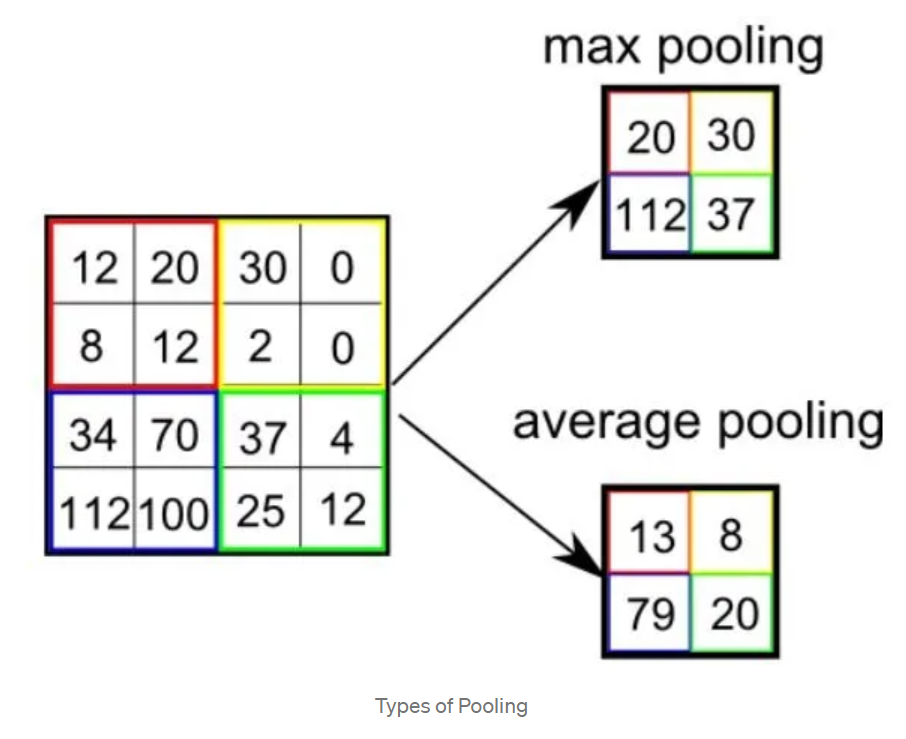 max pooling
20 30
112 37
12 20 30 0
8 12 2 0
34 70 37 4
112 100 25 12
average pooling
13 8
79 20
Types of Pooling